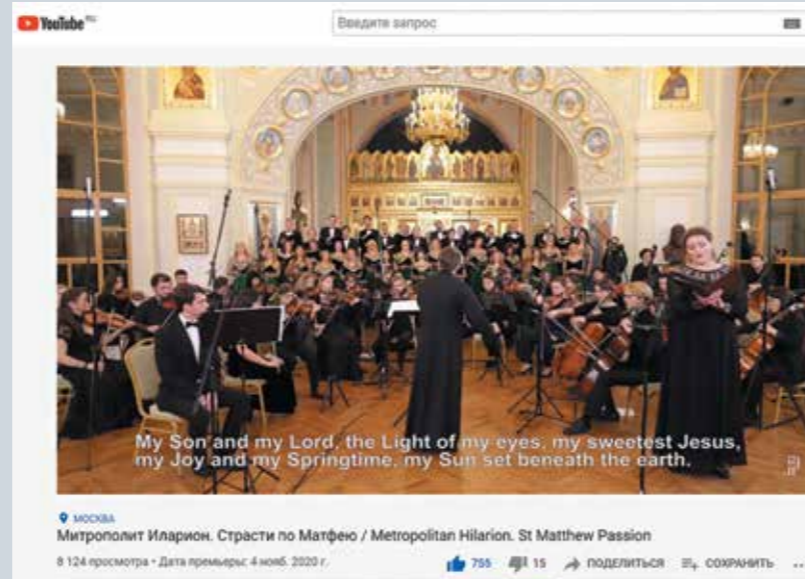 YouTube RU
Введите запрос
My Son and my Lord, the Light of my eyes, my sweetest Jesus,
my Joy and my Springtime, my Sun set beneath the earth.
МОСКВА
Митрополит Иларион. Страсти по Матфею / Metropolitan Hilarion. St Matthew Passion
8 124 просмотра • Дата премьеры: 4 нояб. 2020 г.
755 15 ПОДЕЛИТЬСЯ СОХРАНИТЬ